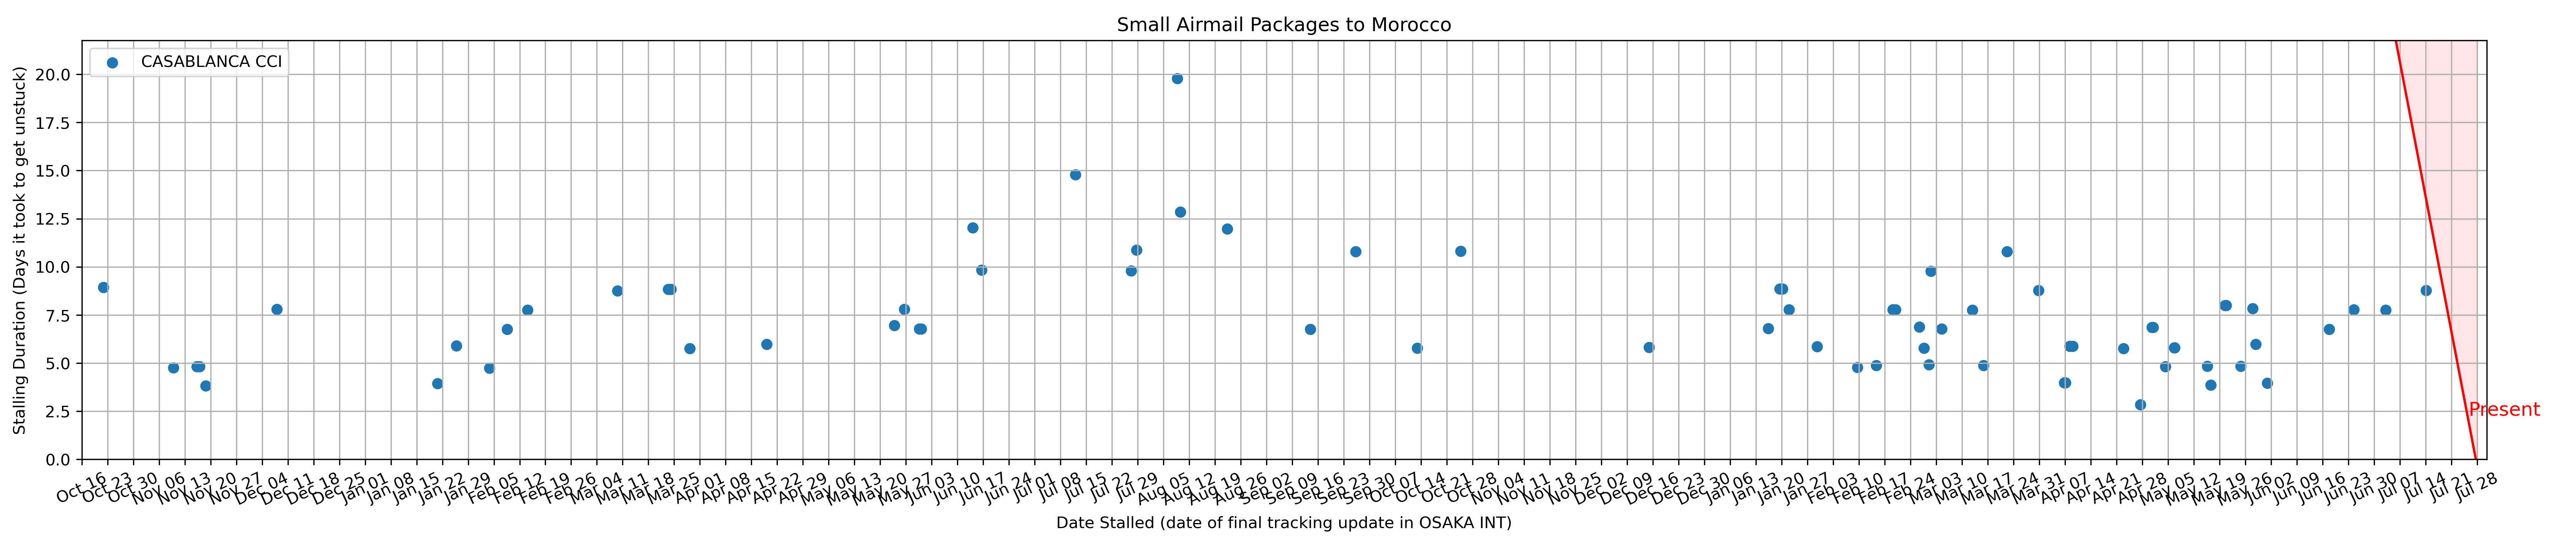 Small Airmail Packages to Morocco
CASABLANCA CCI
Stalling Duration (Days it took to get unstuck)
20.0
17.5
15.0
12.5
10.0
7.5
5.0
2.5
0.0
Present
Oct 16
Oct 23
Oct 30
Nov 06
Nov 13
Nov 20
Nov 27
Dec 04
Dec 11
Dec 18
Dec 25
Jan 01
Jan 08
Jan 15
Jan 22
Jan 29
Feb 05
Feb 12
Feb 19
Feb 26
Mar 04
Mar 11
Mar 18
Mar 25
Apr 01
Apr 08
Apr 15
Apr 22
Apr 29
May 06
May 13
May 20
May 27
Jun 03
Jun 10
Jun 17
Jun 24
Jul 01
Jul 08
Jul 15
Jul 22
Jul 29
Aug 05
Aug 12
Aug 19
Aug 26
Sep 02
Sep 09
Sep 16
Sep 23
Sep 30
Oct 07
Oct 14
Oct 21
Oct 28
Nov 04
Nov 11
Nov 18
Nov 25
Dec 02
Dec 09
Dec 16
Dec 23
Dec 30
Jan 06
Jan 13
Jan 20
Jan 27
Feb 03
Feb 10
Feb 17
Feb 24
Mar 03
Mar 10
Mar 17
Mar 24
Mar 31
Apr 07
Apr 14
Apr 21
Apr 28
May 05
May 12
May 19
May 26
Jun 02
Jun 09
Jun 16
Jun 23
Jun 30
Jul 07
Jul 14
Jul 21
Jul 28
Date Stalled (date of final tracking update in OSAKA INT)